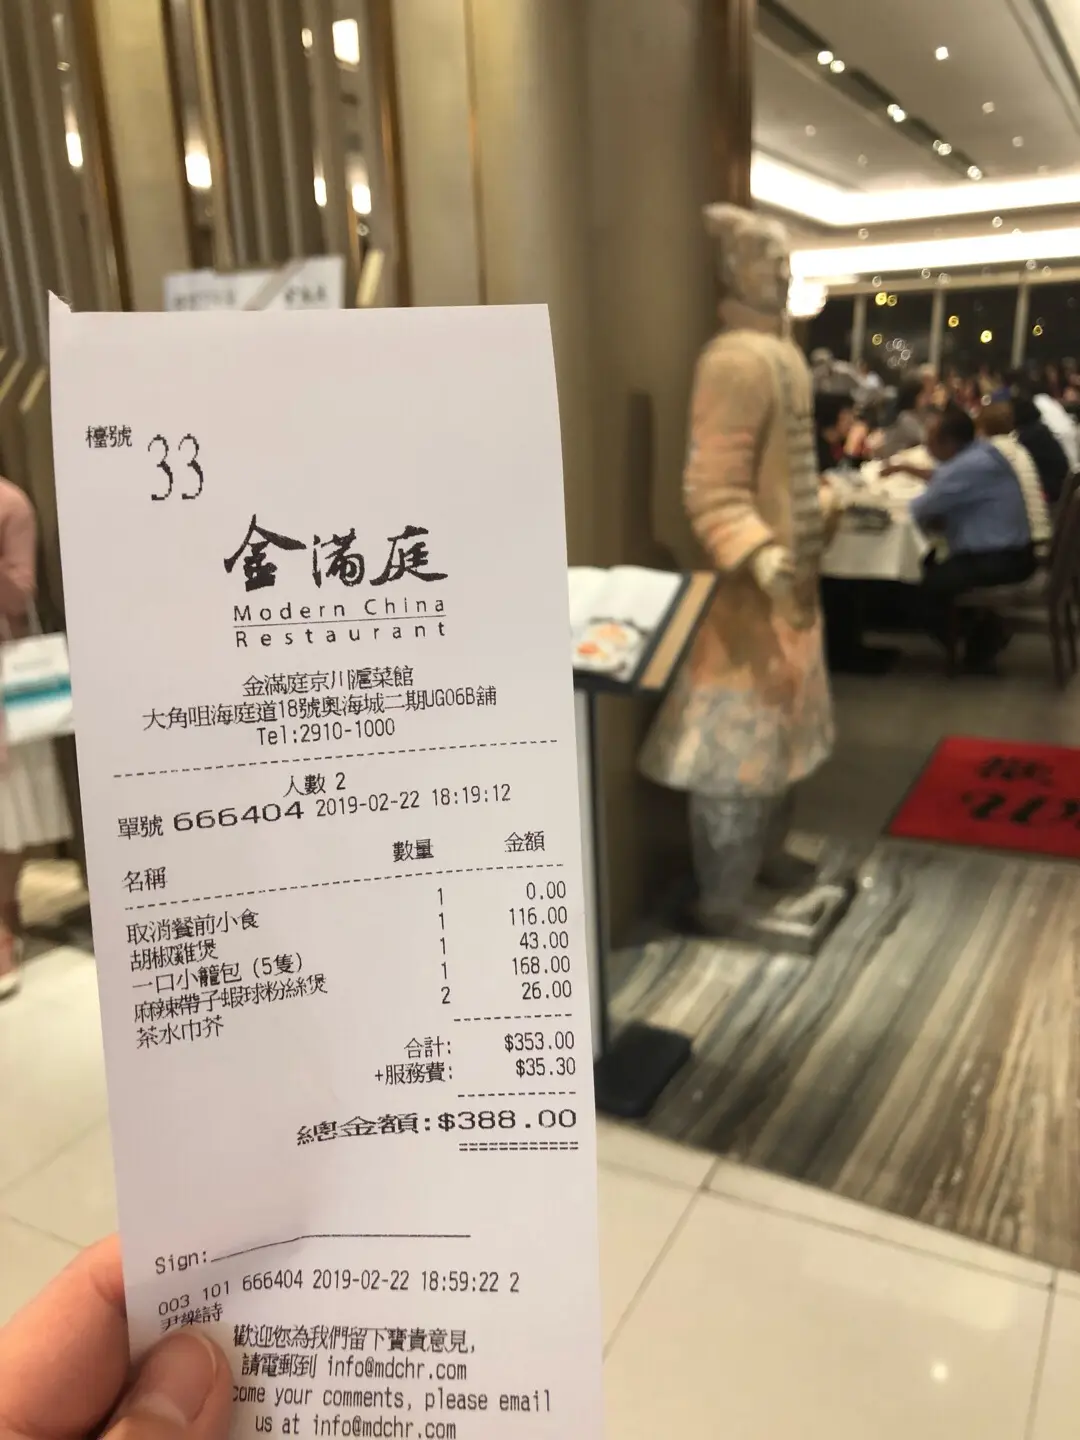 檯號 33
金滿庭
Modern China
Restaurant
金滿庭京川滬菜館
大角咀海庭道18號奧海城二期UG06B舖
Tel:2910-1000
人數 2
單號 666404 2019-02-22 18:19:12
名稱 數量 金額
取消餐前小食 1 0.00
胡椒雞煲 1 116.00
一口小籠包 (5隻) 1 43.00
麻辣帶子蝦球粉絲煲 1 168.00
茶水巾芥 2 26.00
合計: $353.00
+服務費: $35.30
總金額:$388.00
Sign:
003 101 666404 2019-02-22 18:59:22 2
尹樂詩
歡迎您為我們留下寶貴意見,
請電郵到 info@mdchr.com
come your comments, please email
us at info@mdchr.com